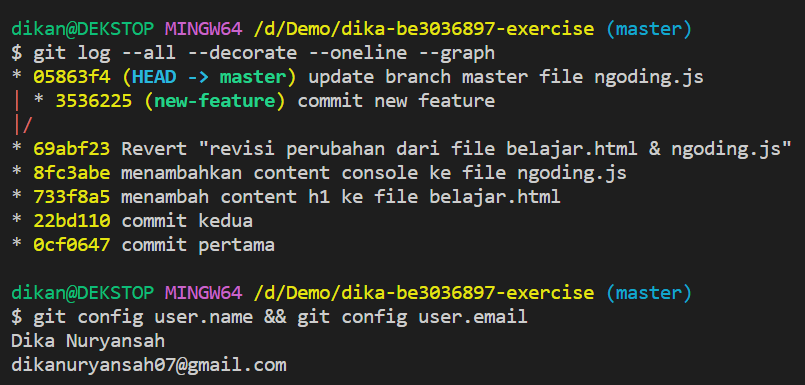 dikan@DEKSTOP MINGW64 /d/Demo/dika-be3036897-exercise (master)
$ git log --all --decorate --oneline --graph
* 05863f4 (HEAD -> master) update branch master file ngoding.js
| * 3536225 (new-feature) commit new feature
|/
* 69abf23 Revert "revisi perubahan dari file belajar.html & ngoding.js"
* 8fc3abe menambahkan content console ke file ngoding.js
* 733f8a5 menambah content h1 ke file belajar.html
* 22bd110 commit kedua
* 0cf0647 commit pertama
dikan@DEKSTOP MINGW64 /d/Demo/dika-be3036897-exercise (master)
$ git config user.name && git config user.email
Dika Nuryansah
dikanuryansah07@gmail.com